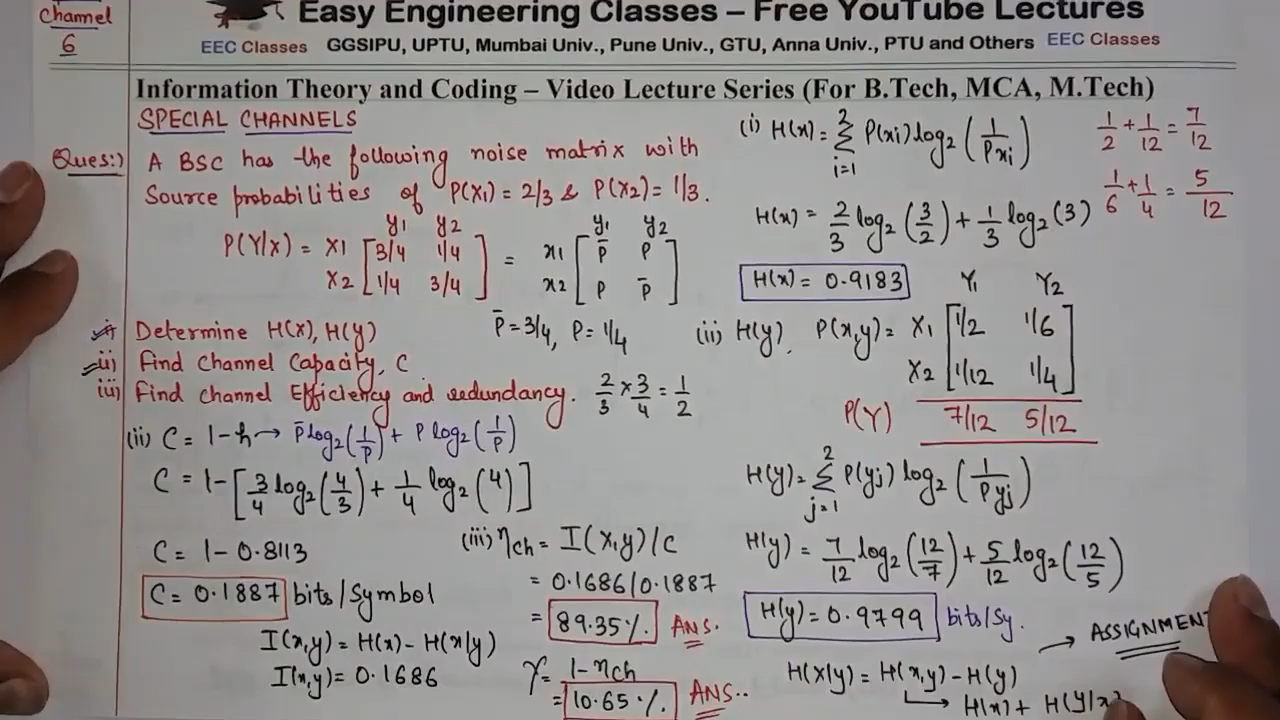 Channel
6
Easy Engineering Classes – Free YouTube Lectures
EEC Classes GGSIPU, UPTU, Mumbai Univ., Pune Univ., GTU, Anna Univ., PTU and Others EEC Classes
Information Theory and Coding – Video Lecture Series (For B.Tech, MCA, M.Tech)
SPECIAL CHANNELS
Ques:) A BSC has the following noise matrix with
Source probabilities of P(X1) = 2/3 & P(X2) = 1/3.
y1 y2 y1 y2
P(Y/X) = X1 [3/4 1/4] = x1 [p̄ p]
X2 [1/4 3/4] x2 [p p̄]
i) Determine H(X), H(Y) p̄ = 3/4, p = 1/4
ii) Find Channel Capacity, C
iii) Find channel Efficiency and redundancy. 2/3 × 3/4 = 1/2
(ii) C = 1 - h → p̄ log2(1/p̄) + p log2(1/p)
C = 1 - [3/4 log2(4/3) + 1/4 log2(4)]
C = 1 - 0.8113
C = 0.1887 bits/Symbol
I(x,y) = H(x) - H(x/y)
I(x,y) = 0.1686
(iii) ηch = I(x,y)/C
= 0.1686/0.1887
= 89.35%. ANS.
γ = 1 - ηch
= 10.65% ANS..
(i) H(x) = 2∑i=1 P(xi) log2 (1/Pxi)
H(x) = 2/3 log2 (3/2) + 1/3 log2 (3)
H(x) = 0.9183
1/2 + 1/12 = 7/12
1/6 + 1/4 = 5/12
Y1 Y2
(ii) H(y). P(x,y) = X1 [1/2 1/6]
X2 [1/12 1/4]
P(Y) 7/12 5/12
H(y) = 2∑j=1 P(yj) log2 (1/Pyj)
H(y) = 7/12 log2 (12/7) + 5/12 log2 (12/5)
H(y) = 0.9799 bits/Sy.
→ ASSIGNMENT
H(X/y) = H(x,y) - H(y)
↳ H(x) + H(Y/x)